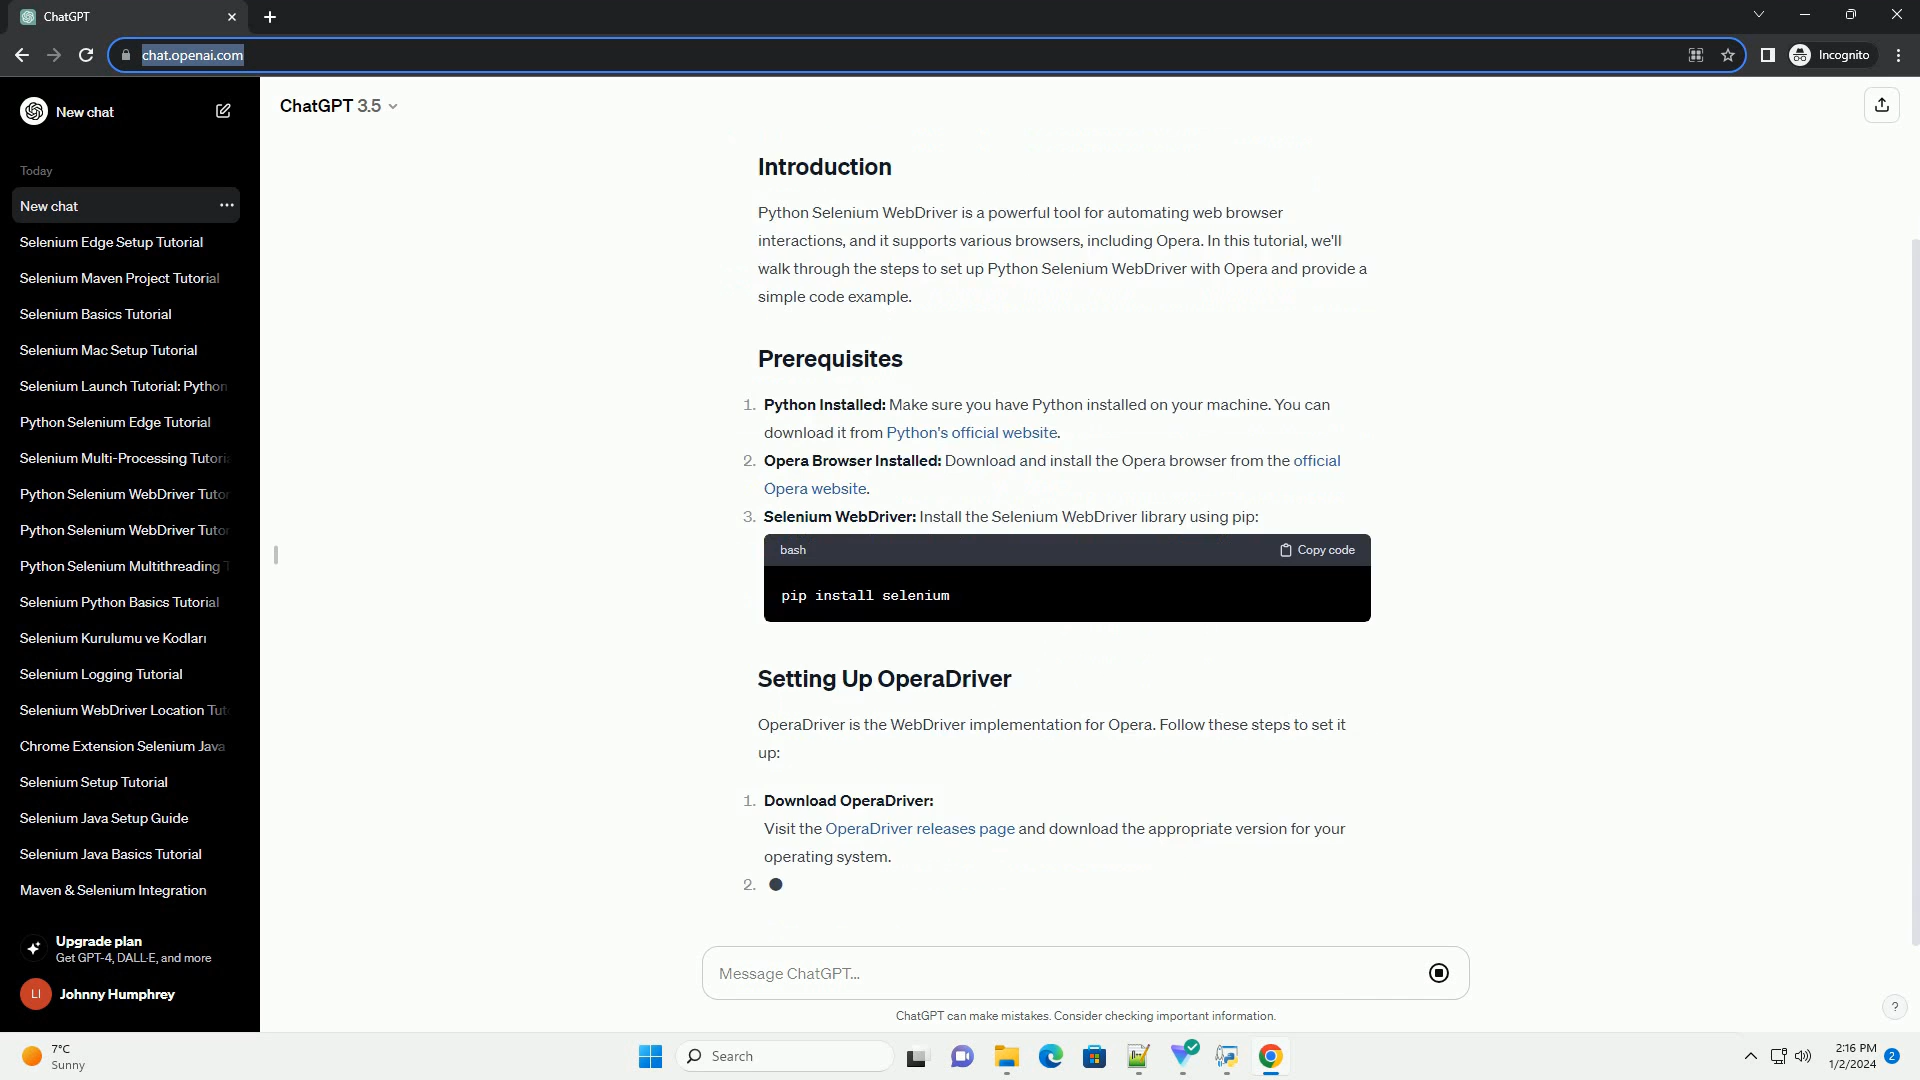 ChatGPT
chat.openai.com
Incognito
New chat
ChatGPT 3.5
Today
New chat
Selenium Edge Setup Tutorial
Selenium Maven Project Tutorial
Selenium Basics Tutorial
Selenium Mac Setup Tutorial
Selenium Launch Tutorial: Python
Python Selenium Edge Tutorial
Selenium Multi-Processing Tutoria
Python Selenium WebDriver Tutor
Python Selenium WebDriver Tutor
Python Selenium Multithreading T
Selenium Python Basics Tutorial
Selenium Kurulumu ve Kodları
Selenium Logging Tutorial
Selenium WebDriver Location Tut
Chrome Extension Selenium Java
Selenium Setup Tutorial
Selenium Java Setup Guide
Selenium Java Basics Tutorial
Maven & Selenium Integration
Upgrade plan
Get GPT-4, DALL·E, and more
LI
Johnny Humphrey
Introduction
Python Selenium WebDriver is a powerful tool for automating web browser
interactions, and it supports various browsers, including Opera. In this tutorial, we'll
walk through the steps to set up Python Selenium WebDriver with Opera and provide a
simple code example.
Prerequisites
1. Python Installed: Make sure you have Python installed on your machine. You can
download it from Python's official website.
2. Opera Browser Installed: Download and install the Opera browser from the official
Opera website.
3. Selenium WebDriver: Install the Selenium WebDriver library using pip:
bash
Copy code
pip install selenium
Setting Up OperaDriver
OperaDriver is the WebDriver implementation for Opera. Follow these steps to set it
up:
1. Download OperaDriver:
Visit the OperaDriver releases page and download the appropriate version for your
operating system.
2.
Message ChatGPT...
ChatGPT can make mistakes. Consider checking important information.
?
7°C
Sunny
Search
2:16 PM
1/2/2024
2